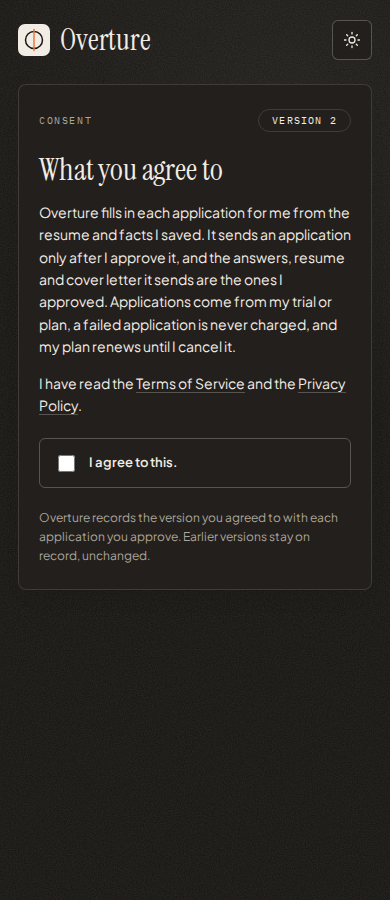 Overture
CONSENT
VERSION 2
What you agree to
Overture fills in each application for me from the
resume and facts I saved. It sends an application
only after I approve it, and the answers, resume
and cover letter it sends are the ones I
approved. Applications come from my trial or
plan, a failed application is never charged, and
my plan renews until I cancel it.
I have read the Terms of Service and the Privacy
Policy.
I agree to this.
Overture records the version you agreed to with each
application you approve. Earlier versions stay on
record, unchanged.